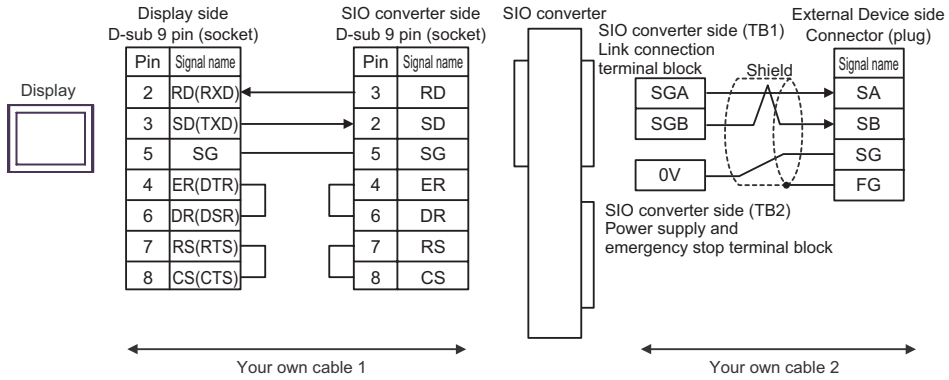 Display
Display side
D-sub 9 pin (socket)
Pin Signal name
2 RD(RXD)
3 SD(TXD)
5 SG
4 ER(DTR)
6 DR(DSR)
7 RS(RTS)
8 CS(CTS)
SIO converter side
D-sub 9 pin (socket)
Pin Signal name
3 RD
2 SD
5 SG
4 ER
6 DR
7 RS
8 CS
Your own cable 1
SIO converter
SIO converter side (TB1)
Link connection
terminal block
Shield
SGA
SGB
0V
SIO converter side (TB2)
Power supply and
emergency stop terminal block
External Device side
Connector (plug)
Signal name
SA
SB
SG
FG
Your own cable 2